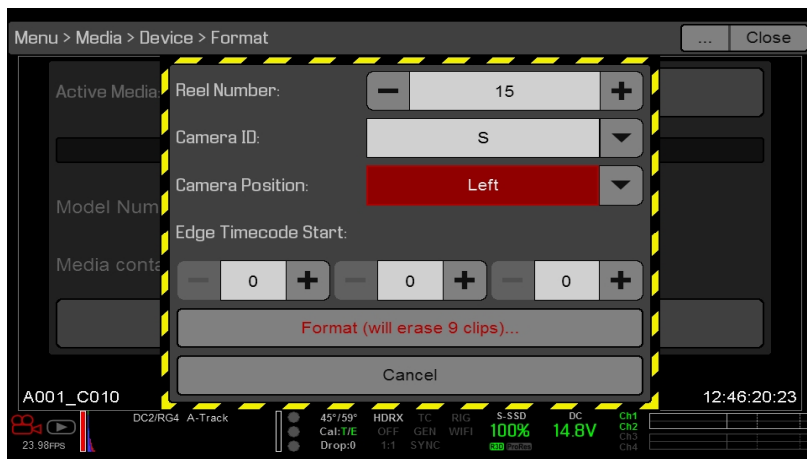 Menu > Media > Device > Format
... Close
Active Media
Reel Number: 15
Camera ID: S
Camera Position: Left
Model Num
Edge Timecode Start:
Media conta
0 0 0
Format (will erase 9 clips)...
Cancel
A001_C010 12:46:20:23
DC2/RG4 A-Track 45°/59° HDRX TC RIG S-SSD DC Ch1
Cal:T/E OFF GEN WIFI 100% 14.8V Ch2
23.98FPS Drop:0 1:1 SYNC R3D ProRes Ch3
Ch4